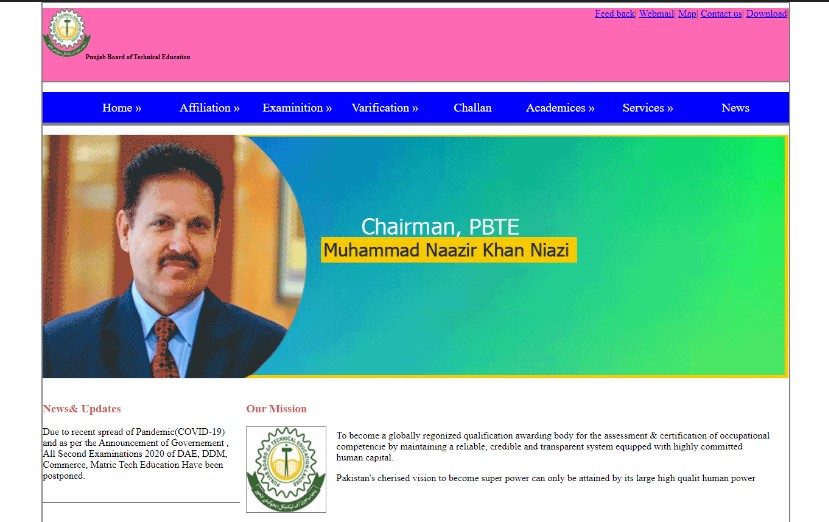 Feed back| Webmail| Map| Contact us| Download
Punjab Board of Technical Education
Home » Affiliation » Examinition » Varification » Challan Academices » Services » News
Chairman, PBTE
Muhammad Naazir Khan Niazi
News& Updates
Due to recent spread of Pandemic(COVID-19)
and as per the Announcement of Governement ,
All Second Examinations 2020 of DAE, DDM,
Commerce, Matric Tech Education Have been
postponed.
Our Mission
To become a globally regonized qualification awarding body for the assessment & certification of occupational
competencie by maintaining a reliable, credible and transparent system equipped with highly committed
human capital.
Pakistan's cherised vision to become super power can only be attained by its large high qualit human power